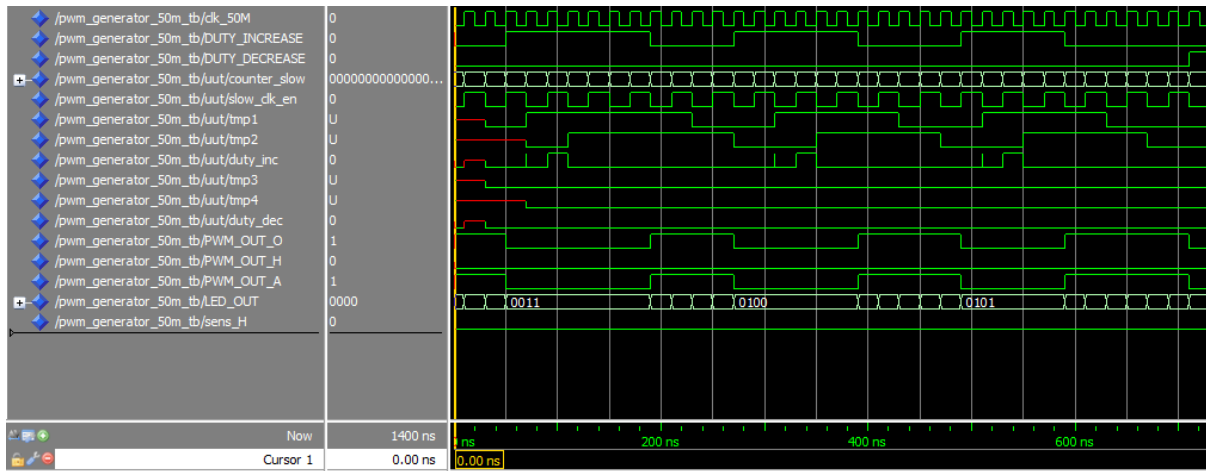 /pwm_generator_50m_tb/clk_50M 0
/pwm_generator_50m_tb/DUTY_INCREASE 0
/pwm_generator_50m_tb/DUTY_DECREASE 0
/pwm_generator_50m_tb/uut/counter_slow 00000000000000...
/pwm_generator_50m_tb/uut/slow_clk_en 0
/pwm_generator_50m_tb/uut/tmp1 U
/pwm_generator_50m_tb/uut/tmp2 U
/pwm_generator_50m_tb/uut/duty_inc 0
/pwm_generator_50m_tb/uut/tmp3 U
/pwm_generator_50m_tb/uut/tmp4 U
/pwm_generator_50m_tb/uut/duty_dec 0
/pwm_generator_50m_tb/PWM_OUT_O 1
/pwm_generator_50m_tb/PWM_OUT_H 0
/pwm_generator_50m_tb/PWM_OUT_A 1
/pwm_generator_50m_tb/LED_OUT 0000 0011 0100 0101
/pwm_generator_50m_tb/sens_H 0
Now 1400 ns ns 200 ns 400 ns 600 ns
Cursor 1 0.00 ns 0.00 ns